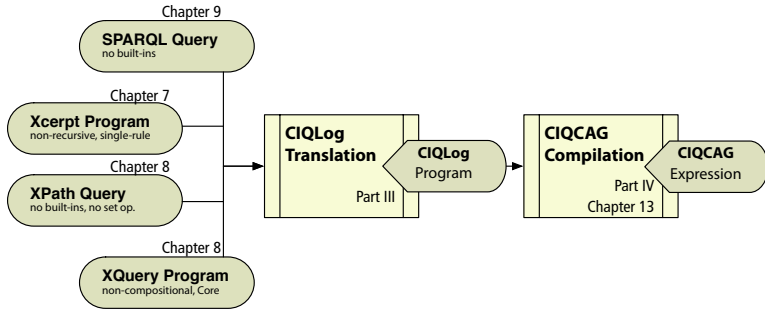 Chapter 9
SPARQL Query
no built-ins
Chapter 7
Xcerpt Program
non-recursive, single-rule
Chapter 8
XPath Query
no built-ins, no set op.
Chapter 8
XQuery Program
non-compositional, Core
CIQLog
Translation
Part III
CIQLog
Program
CIQCAG
Compilation
Part IV
Chapter 13
CIQCAG
Expression